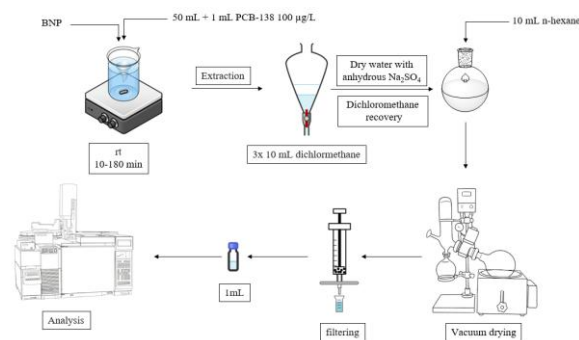 BNP
50 mL + 1 mL PCB-138 100 µg/L
10 mL n-hexane
Extraction
Dry water with
anhydrous Na₂SO₄
Dichloromethane
recovery
rt
10-180 min
3x 10 mL dichlormethane
1mL
Analysis
filtering
Vacuum drying